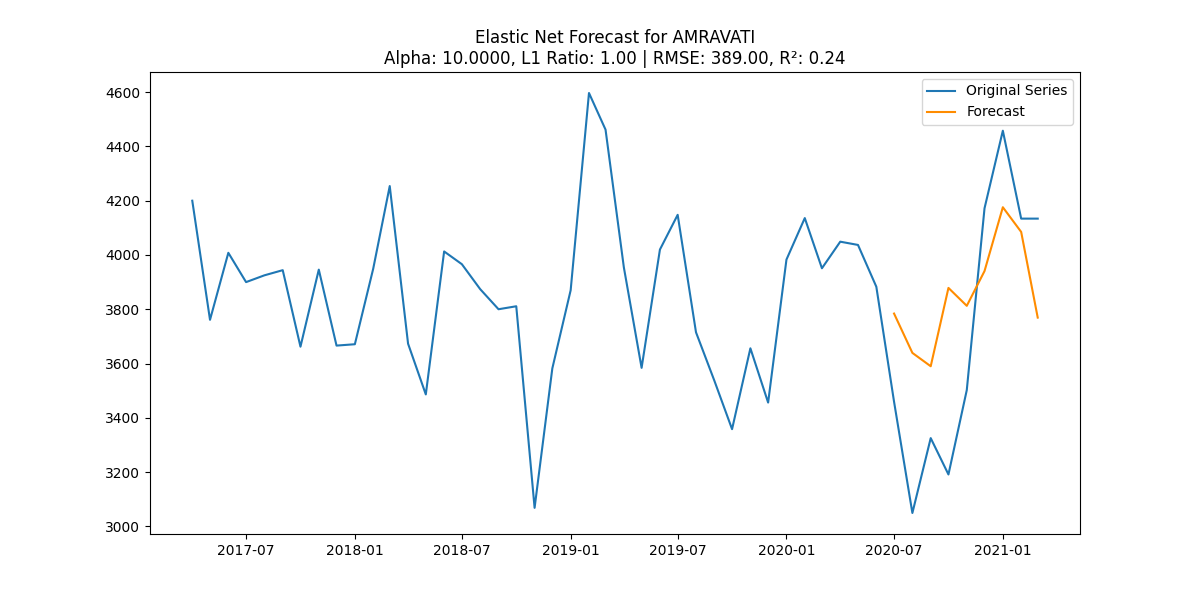 Elastic Net Forecast for AMRAVATI
Alpha: 10.0000, L1 Ratio: 1.00 | RMSE: 389.00, R²: 0.24
Original Series
Forecast
4600
4400
4200
4000
3800
3600
3400
3200
3000
2017-07 2018-01 2018-07 2019-01 2019-07 2020-01 2020-07 2021-01